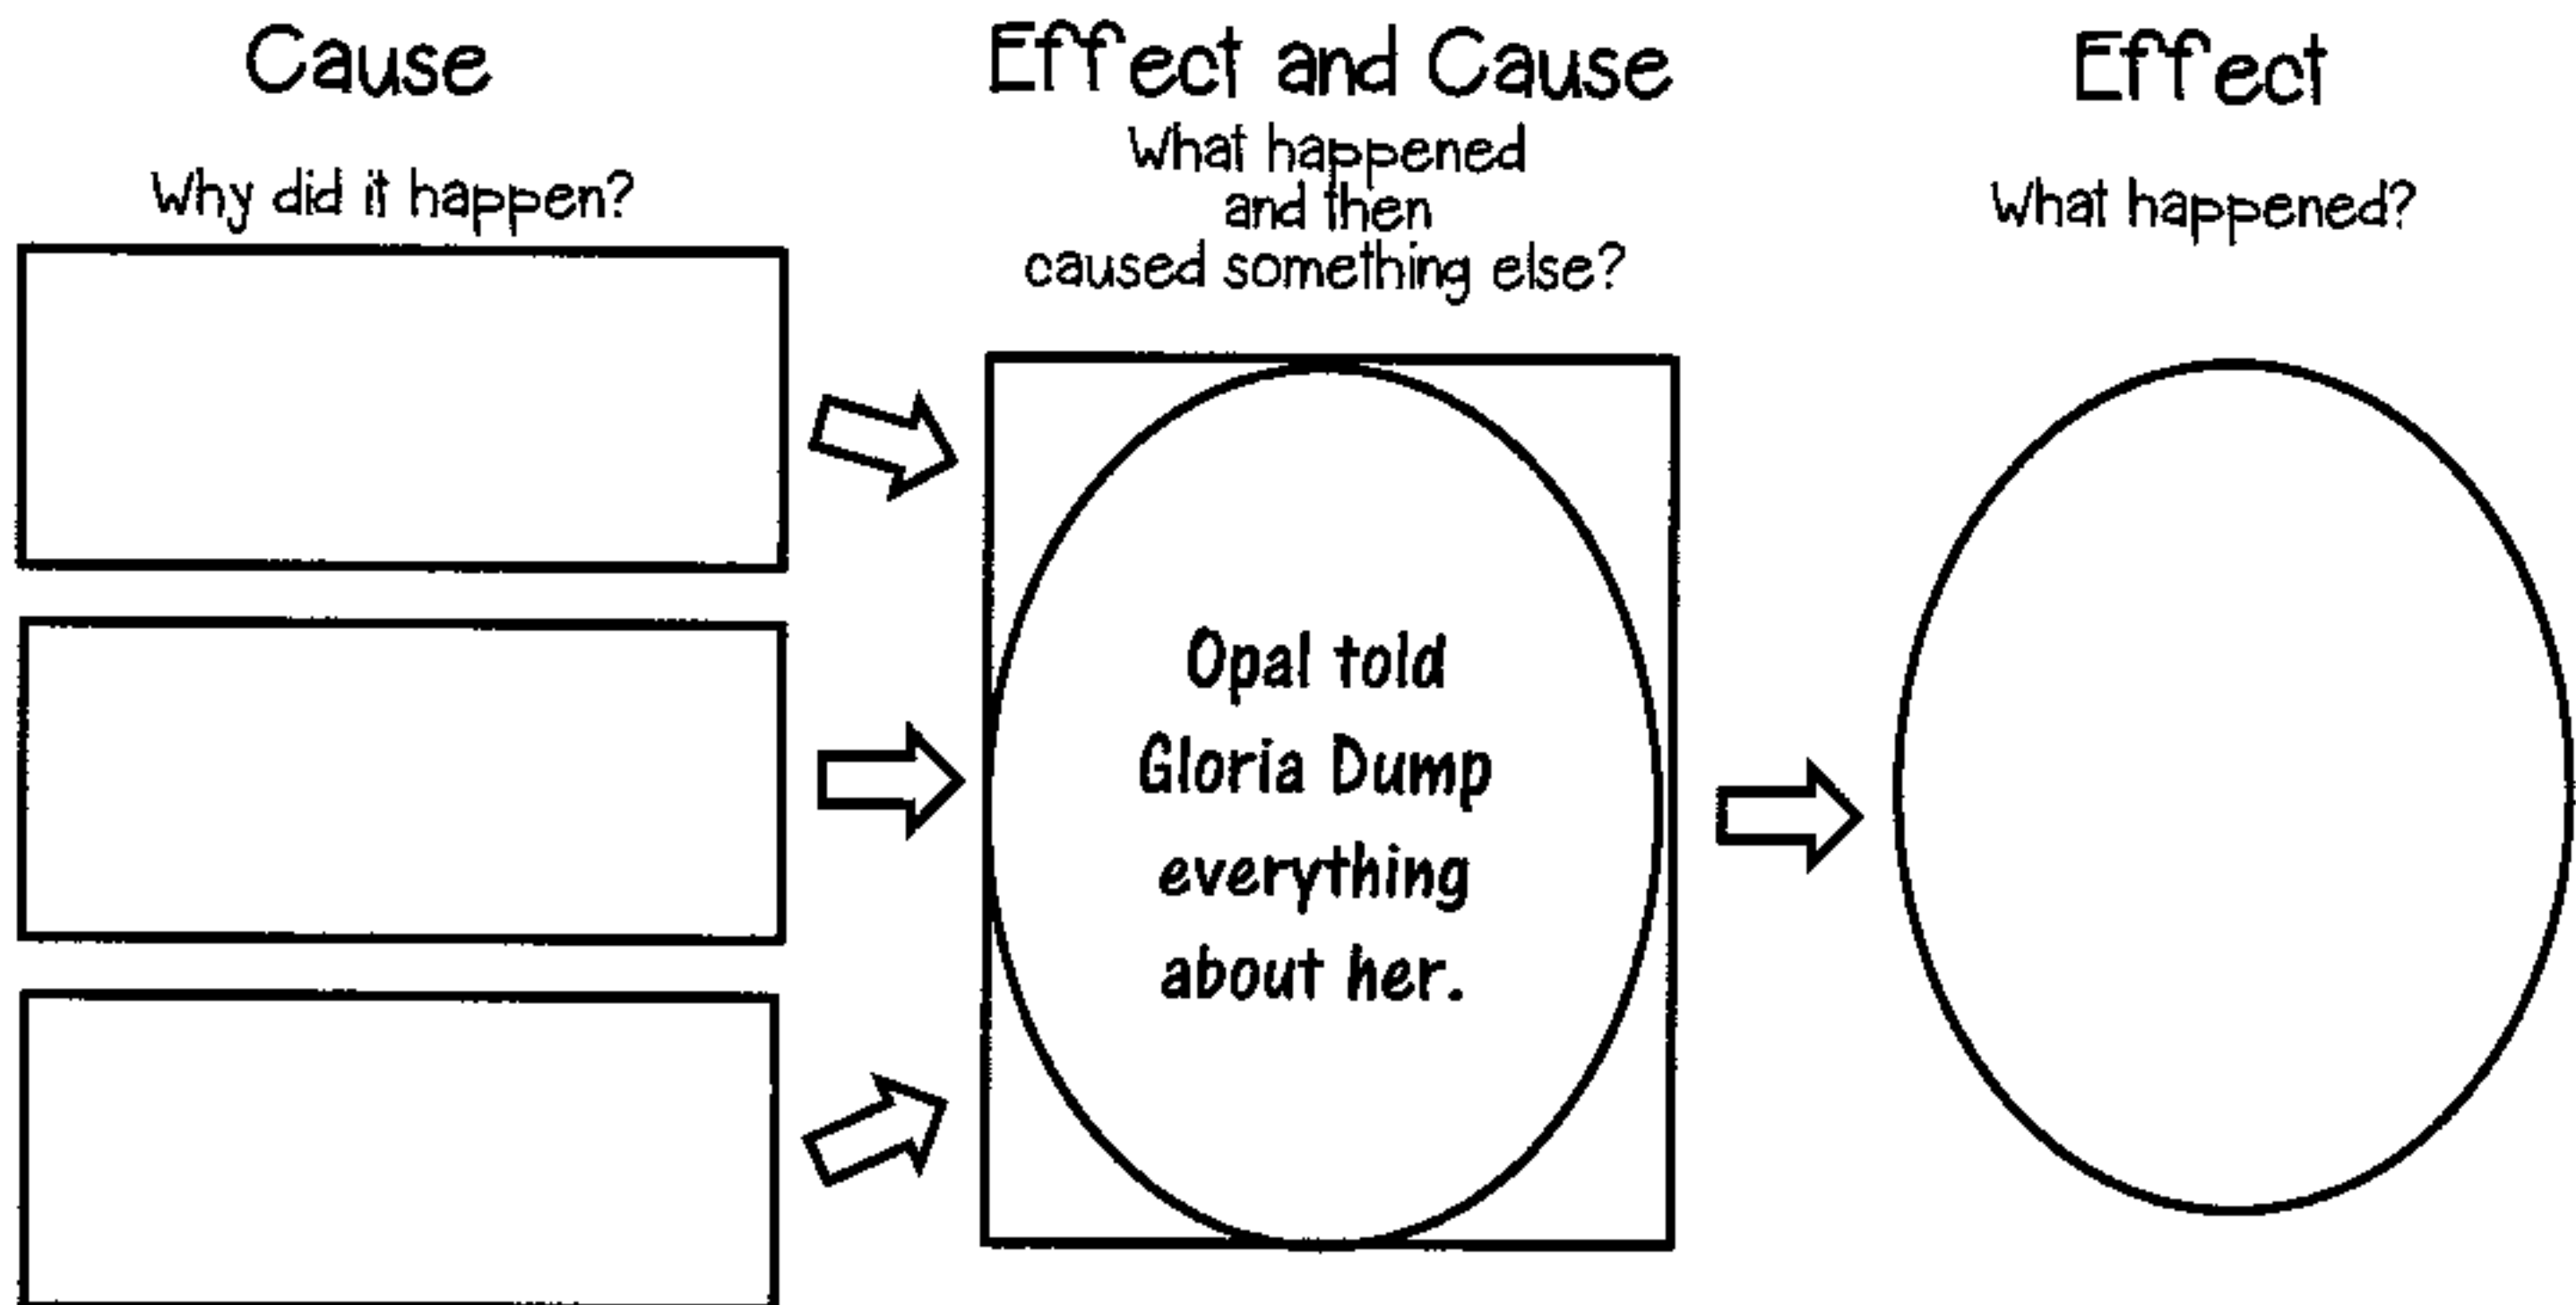 Cause
Why did it happen?
Effect and Cause
What happened
and then
caused something else?
Opal told
Gloria Dump
everything
about her.
Effect
What happened?